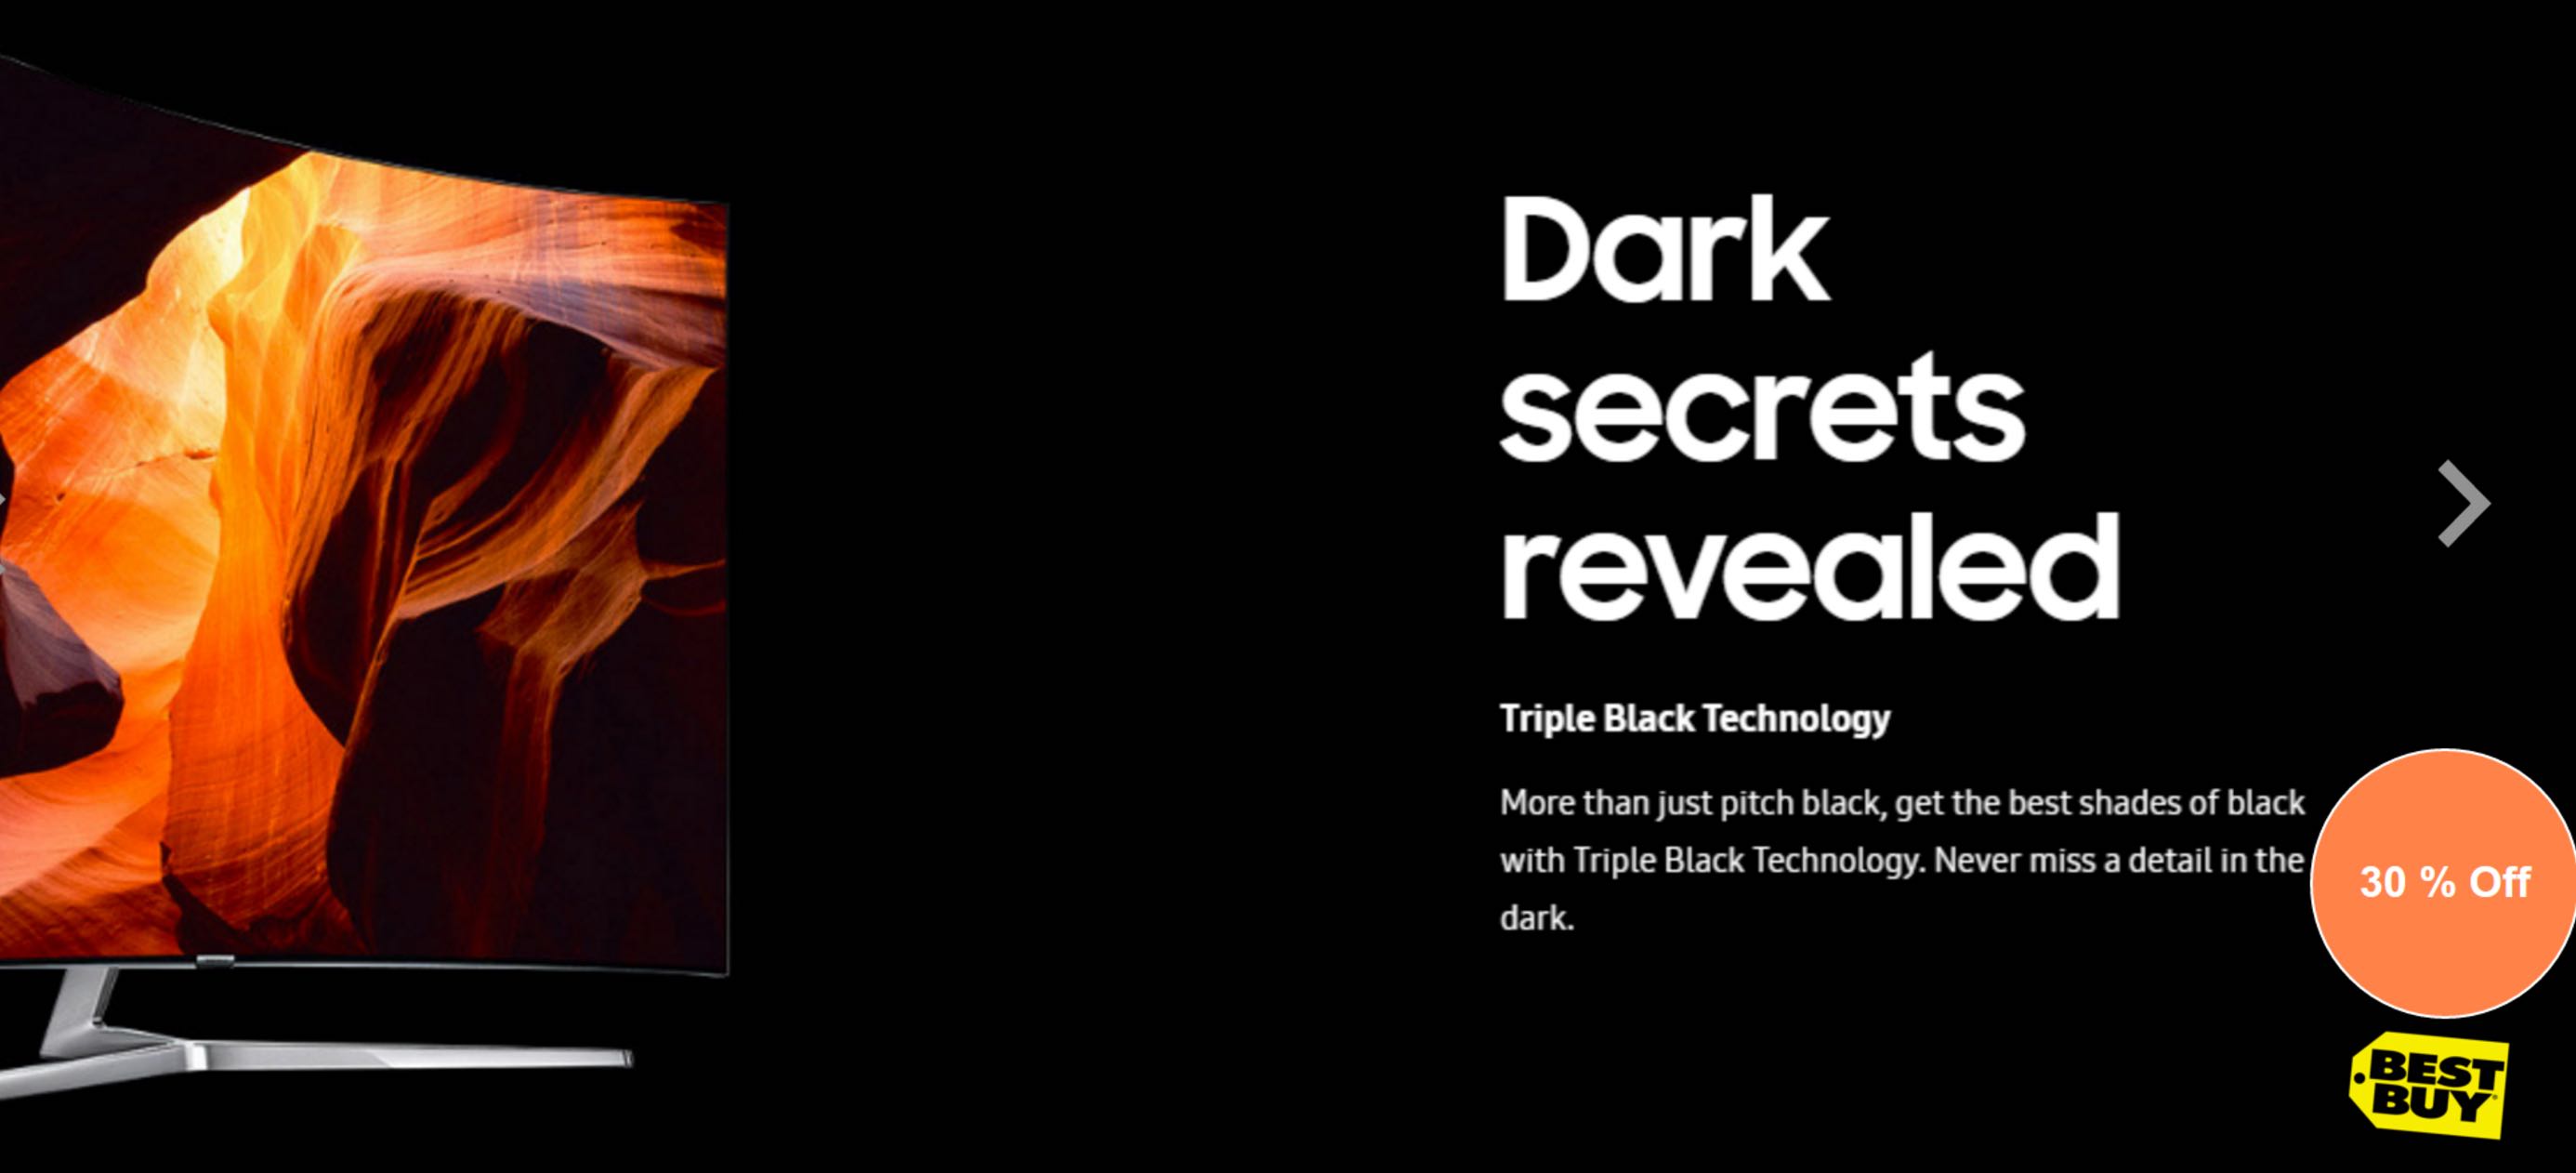 Dark
secrets
revealed
Triple Black Technology
More than just pitch black, get the best shades of black
with Triple Black Technology. Never miss a detail in the
dark.
30 % Off
BEST
BUY